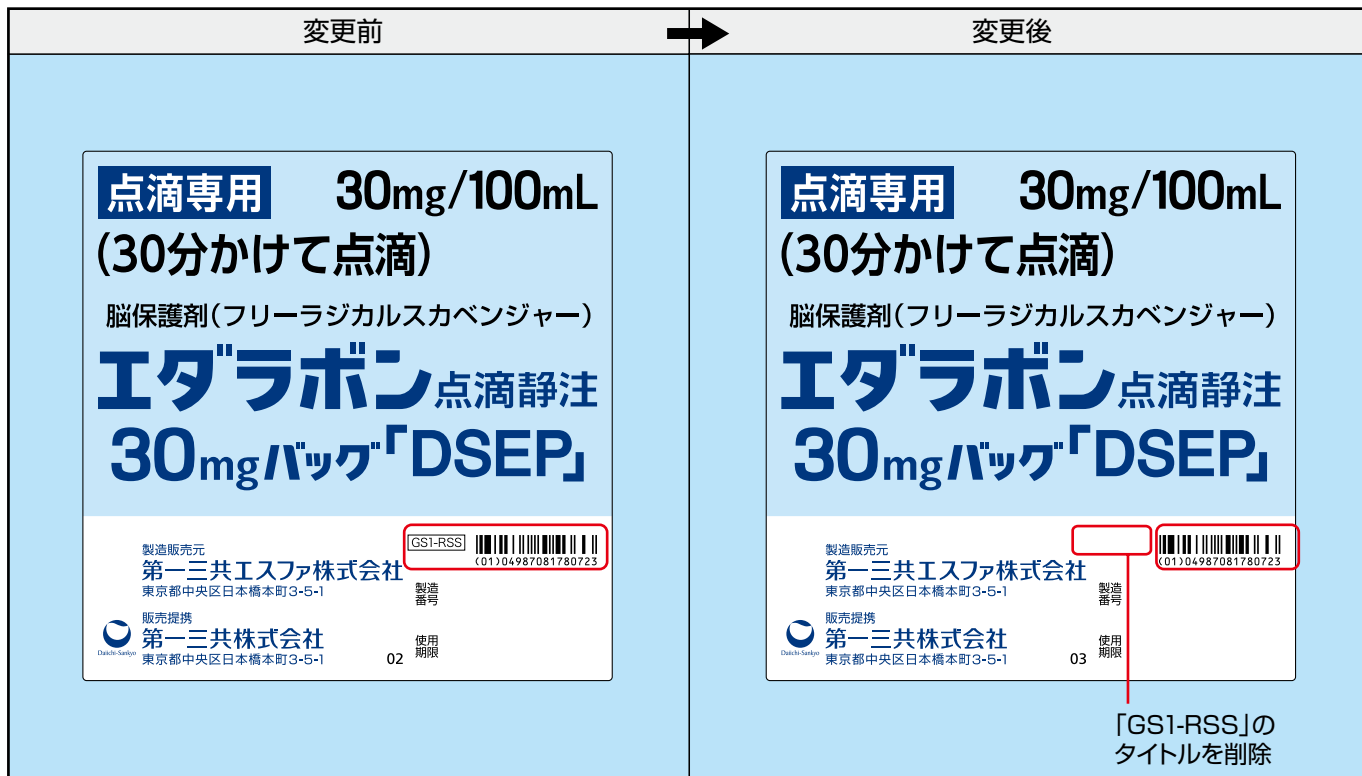 変更前
変更後
点滴専用 30mg/100mL
(30分かけて点滴)
脳保護剤(フリーラジカルスカベンジャー)
エダラボン点滴静注
30mgバッグ「DSEP」
GS1-RSS
(01)04987081780723
製造販売元
第一三共エスファ株式会社
東京都中央区日本橋本町3-5-1
製造
番号
販売提携
第一三共株式会社
東京都中央区日本橋本町3-5-1
Daiichi-Sankyo
02
使用
期限
点滴専用 30mg/100mL
(30分かけて点滴)
脳保護剤(フリーラジカルスカベンジャー)
エダラボン点滴静注
30mgバッグ「DSEP」
(01)04987081780723
製造販売元
第一三共エスファ株式会社
東京都中央区日本橋本町3-5-1
製造
番号
販売提携
第一三共株式会社
東京都中央区日本橋本町3-5-1
Daiichi-Sankyo
03
使用
期限
「GS1-RSS」の
タイトルを削除